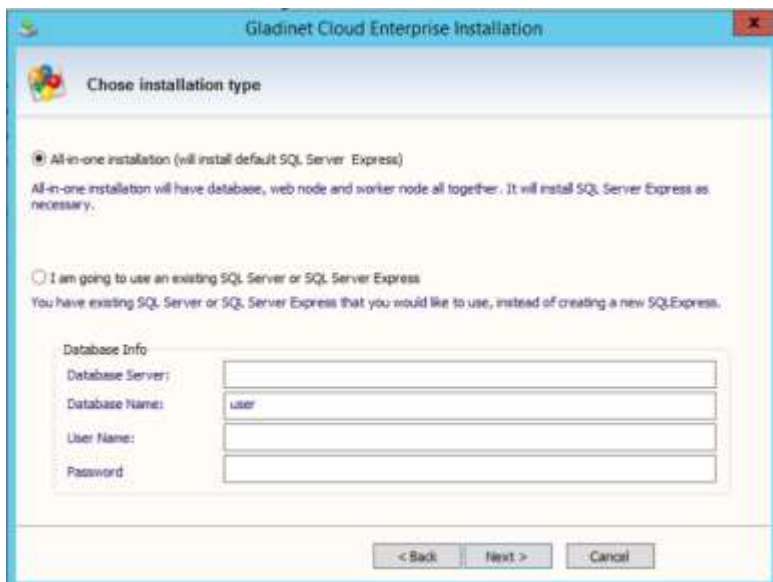 Gladinet Cloud Enterprise Installation
x
Chose installation type
All-in-one installation (will install default SQL Server Express)
All-in-one installation will have database, web node and worker node all together. It will install SQL Server Express as
necessary.
I am going to use an existing SQL Server or SQL Server Express
You have existing SQL Server or SQL Server Express that you would like to use, instead of creating a new SQLExpress.
Database Info
Database Server:
Database Name:
user
User Name:
Password
< Back
Next >
Cancel